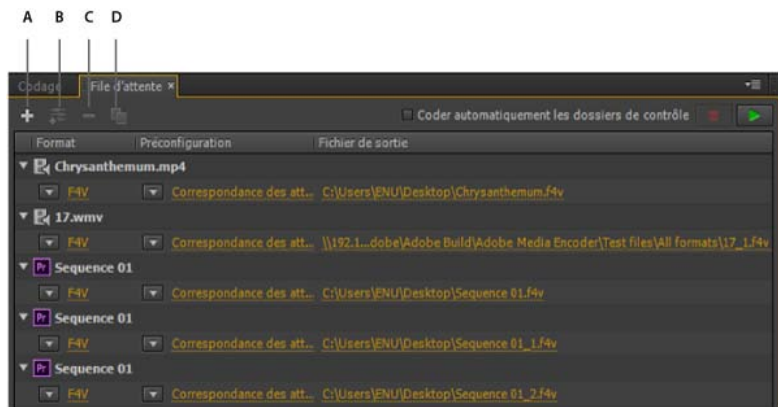 A B C D
Codage File d'attente ×
Coder automatiquement les dossiers de contrôle
Format Préconfiguration Fichier de sortie
Chrysanthemum.mp4
F4V Correspondance des att... C:\Users\ENU\Desktop\Chrysanthemum.f4v
17.wmv
F4V Correspondance des att... \\192.1...dobe\Adobe Build\Adobe Media Encoder\Test files\All formats\17_1.f4v
Pr Sequence 01
F4V Correspondance des att... C:\Users\ENU\Desktop\Sequence 01.f4v
Pr Sequence 01
F4V Correspondance des att... C:\Users\ENU\Desktop\Sequence 01_1.f4v
Pr Sequence 01
F4V Correspondance des att... C:\Users\ENU\Desktop\Sequence 01_2.f4v